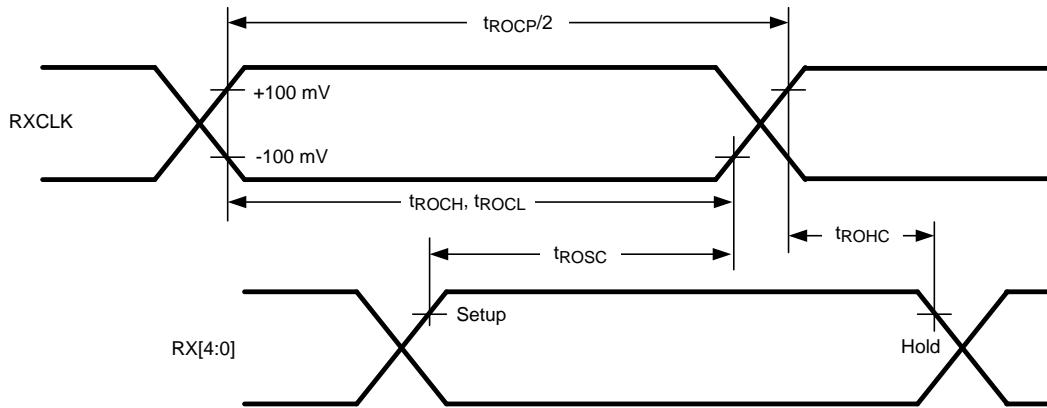 tROCP/2
+100 mV
RXCLK
-100 mV
tROCH, tROCL
tROHC
tROSC
Setup
RX[4:0]
Hold